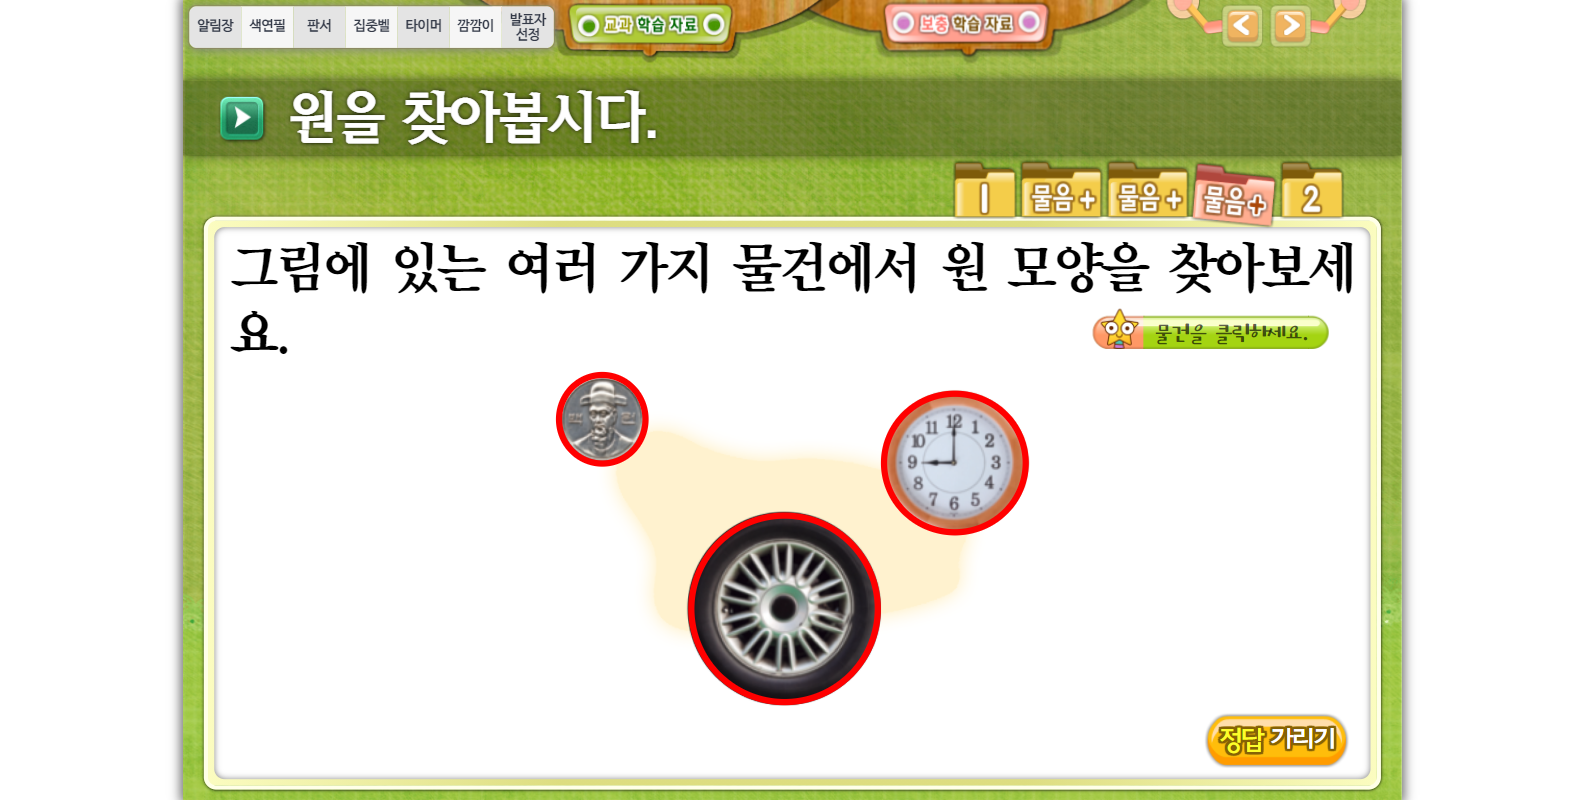 알림장 색연필 판서 집중벨 타이머 깜깜이 발표자
선정
교과 학습 자료
보충 학습 자료
원을 찾아봅시다.
1 물음+ 물음+ 물음+ 2
그림에 있는 여러 가지 물건에서 원 모양을 찾아보세
요.
물건을 클릭하세요.
백 원
12
11 1
10 2
9 3
8 4
7 5
6
정답 가리기